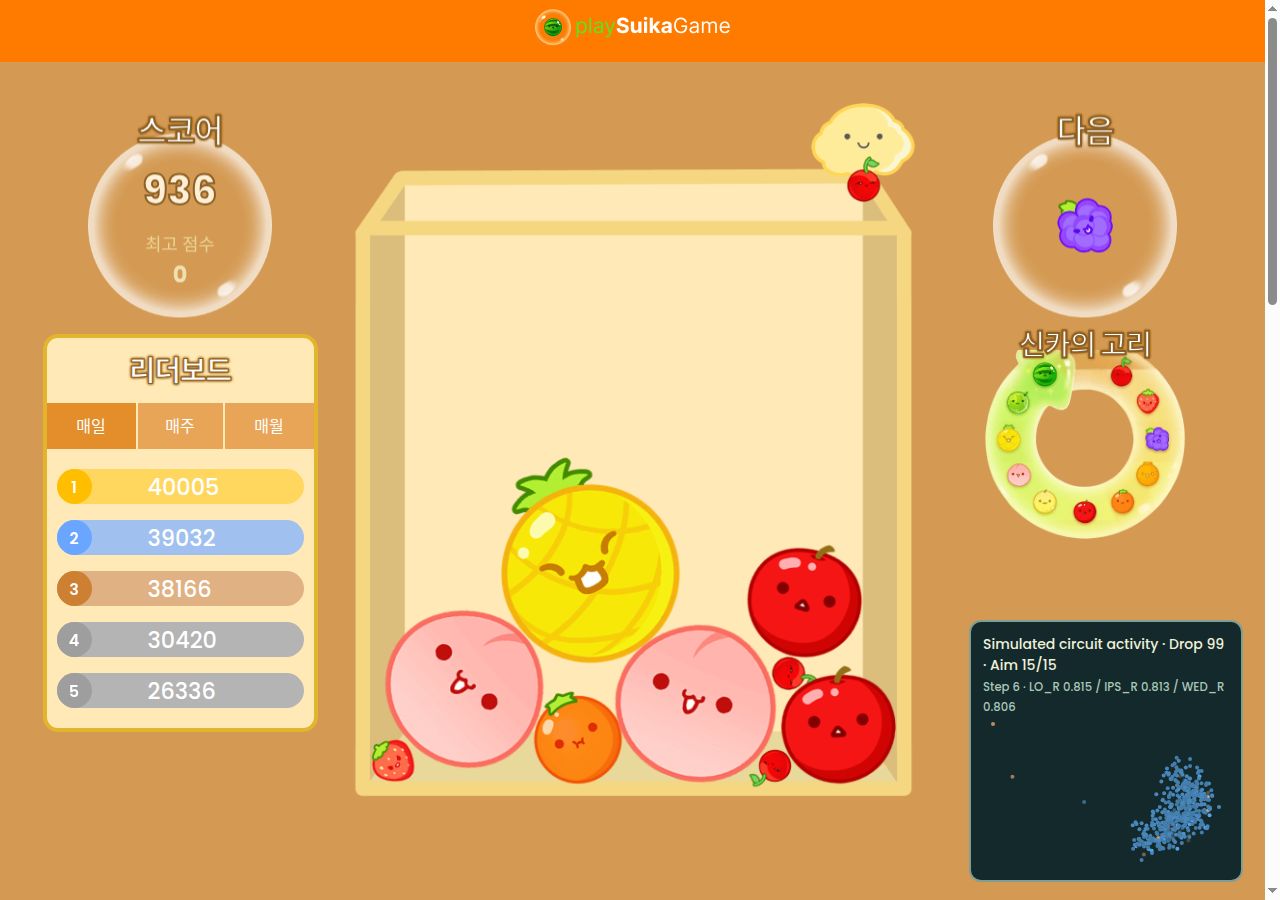 playSuikaGame
스코어
936
최고 점수
0
리더보드
매일 매주 매월
1 40005
2 39032
3 38166
4 30420
5 26336
다음
신카의 고리
Simulated circuit activity · Drop 99
· Aim 15/15
Step 6 · LO_R 0.815 / IPS_R 0.813 / WED_R
0.806